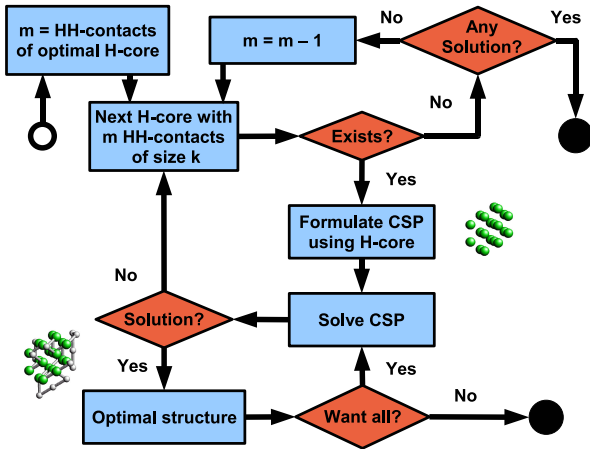 m = HH-contacts
of optimal H-core
m = m – 1
No
Any
Solution?
Yes
Next H-core with
m HH-contacts
of size k
Exists?
No
Yes
Formulate CSP
using H-core
No
Solution?
Solve CSP
Yes
Yes
Optimal structure
Want all?
No